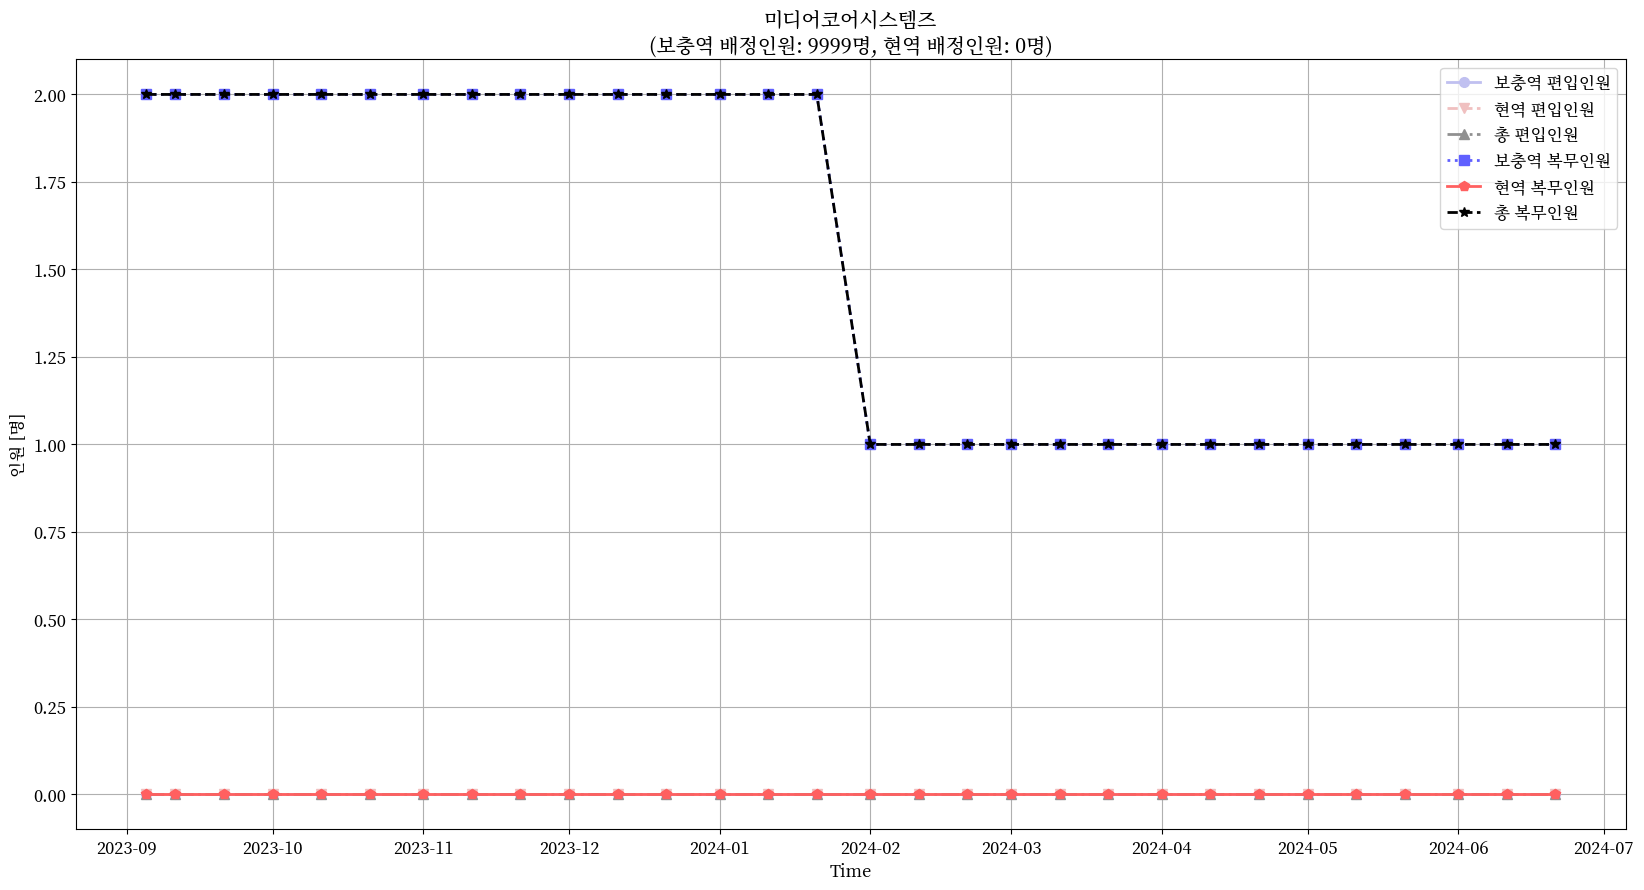 미디어코어시스템즈
(보충역 배정인원: 9999명, 현역 배정인원: 0명)
보충역 편입인원
현역 편입인원
총 편입인원
보충역 복무인원
현역 복무인원
총 복무인원
인원 [명]
2.00
1.75
1.50
1.25
1.00
0.75
0.50
0.25
0.00
2023-09 2023-10 2023-11 2023-12 2024-01 2024-02 2024-03 2024-04 2024-05 2024-06 2024-07
Time